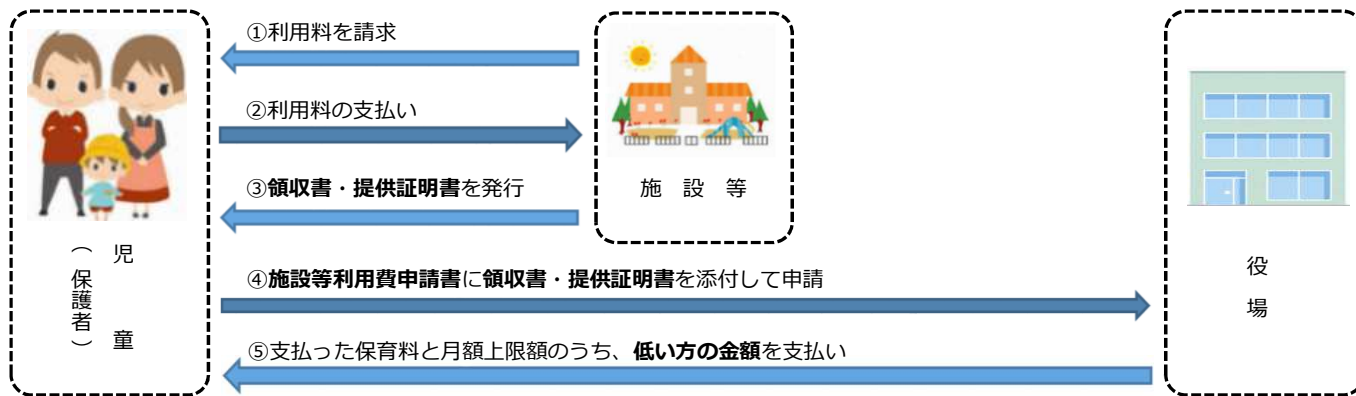 ①利用料を請求
②利用料の支払い
③領収書・提供証明書を発行
施設等
児童
（保護者）
④施設等利用費申請書に領収書・提供証明書を添付して申請
役場
⑤支払った保育料と月額上限額のうち、低い方の金額を支払い